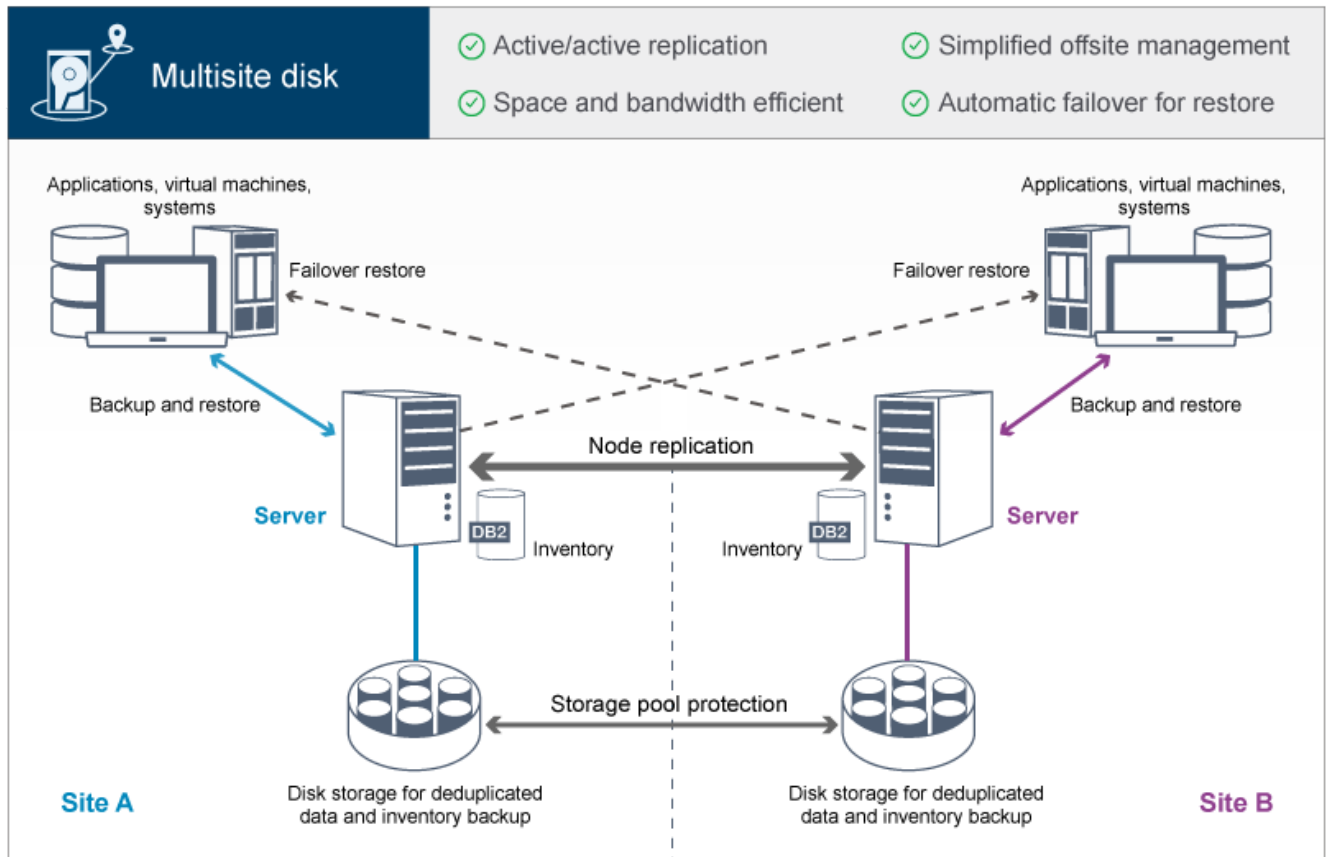 Multisite disk
Active/active replication
Simplified offsite management
Space and bandwidth efficient
Automatic failover for restore
Applications, virtual machines,
systems
Applications, virtual machines,
systems
Failover restore
Failover restore
Backup and restore
Backup and restore
Node replication
Server
Server
DB2
Inventory
Inventory
DB2
Storage pool protection
Site A
Disk storage for deduplicated
data and inventory backup
Disk storage for deduplicated
data and inventory backup
Site B